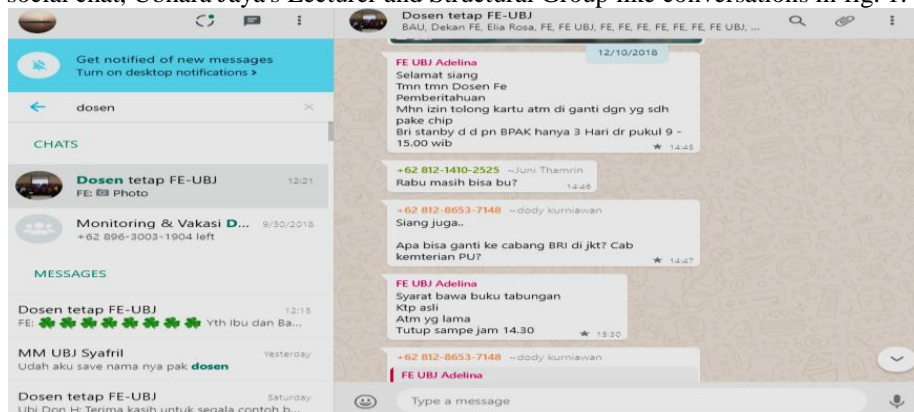 social chat, Ubhara Jaya's Lecturer and Structural Group like conversations in fig. 1.
Get notified of new messages
Turn on desktop notifications >
dosen
CHATS
Dosen tetap FE-UBJ 12:21
FE: Photo
Monitoring & Vakasi D... 9/30/2018
+62 896-3003-1904 left
MESSAGES
Dosen tetap FE-UBJ 12:15
FE: ☘☘☘☘☘☘☘ Yth Ibu dan Ba...
MM UBJ Syafril Yesterday
Udah aku save nama nya pak dosen
Dosen tetap FE-UBJ Saturday
Ubj Don H: Terima kasih untuk segala contoh b...
Dosen tetap FE-UBJ
BAU, Dekan FE, Elia Rosa, FE, FE UBJ, FE, FE, FE, FE, FE, FE, FE UBJ, ...
12/10/2018
FE UBJ Adelina
Selamat siang
Tmn tmn Dosen Fe
Pemberitahuan
Mhn izin tolong kartu atm di ganti dgn yg sdh
pake chip
Bri stanby d d pn BPAK hanya 3 Hari dr pukul 9 -
15.00 wib
14:45
+62 812-1410-2525 ~Juni Thamrin
Rabu masih bisa bu?
14:46
+62 812-8653-7148 ~dody kurniawan
Siang juga..
Apa bisa ganti ke cabang BRI di jkt? Cab
kemterian PU?
14:47
FE UBJ Adelina
Syarat bawa buku tabungan
Ktp asli
Atm yg lama
Tutup sampe jam 14.30
15:30
+62 812-8653-7148 ~dody kurniawan
FE UBJ Adelina
Type a message